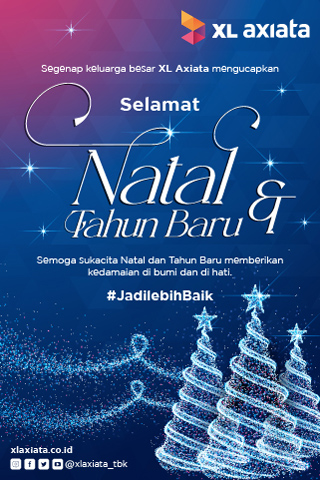 XL axiata
Segenap keluarga besar XL Axiata mengucapkan
Selamat
Natal &
Tahun Baru
Semoga sukacita Natal dan Tahun Baru memberikan
kedamaian di bumi dan di hati.
#JadilebihBaik
xlaxiata.co.id
@xlaxiata_tbk